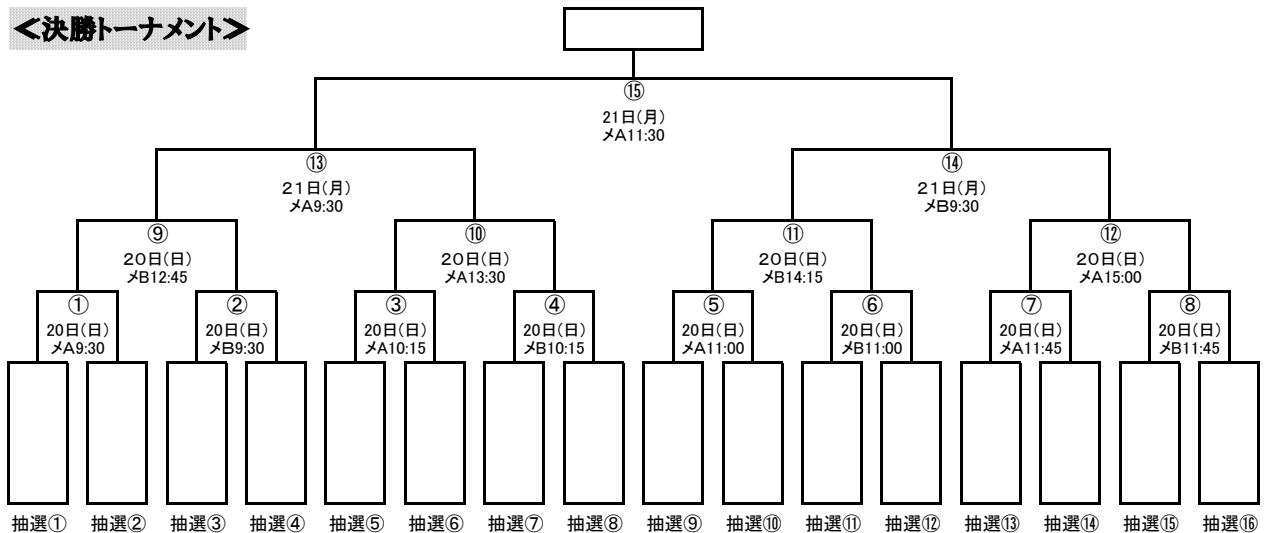 ≪決勝トーナメント≫
⑮
21日(月)
メA11:30
⑬
⑭
21日(月)
21日(月)
メA9:30
メB9:30
⑨
⑩
⑪
⑫
20日(日)
20日(日)
20日(日)
20日(日)
メB12:45
メA13:30
メB14:15
メA15:00
①
②
③
④
⑤
⑥
⑦
⑧
20日(日)
20日(日)
20日(日)
20日(日)
20日(日)
20日(日)
20日(日)
20日(日)
メA9:30
メB9:30
メA10:15
メB10:15
メA11:00
メB11:00
メA11:45
メB11:45
抽選①
抽選②
抽選③
抽選④
抽選⑤
抽選⑥
抽選⑦
抽選⑧
抽選⑨
抽選⑩
抽選⑪
抽選⑫
抽選⑬
抽選⑭
抽選⑮
抽選⑯